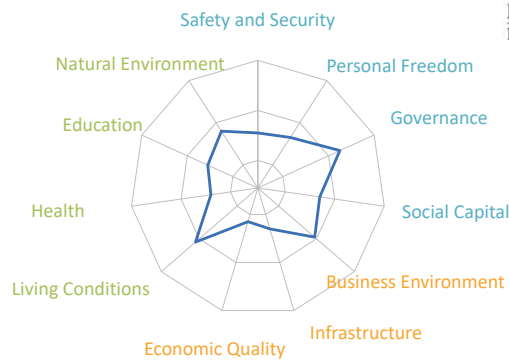 Safety and Security
Natural Environment
Personal Freedom
Education
Governance
Health
Social Capital
Living Conditions
Business Environment
Infrastructure
Economic Quality